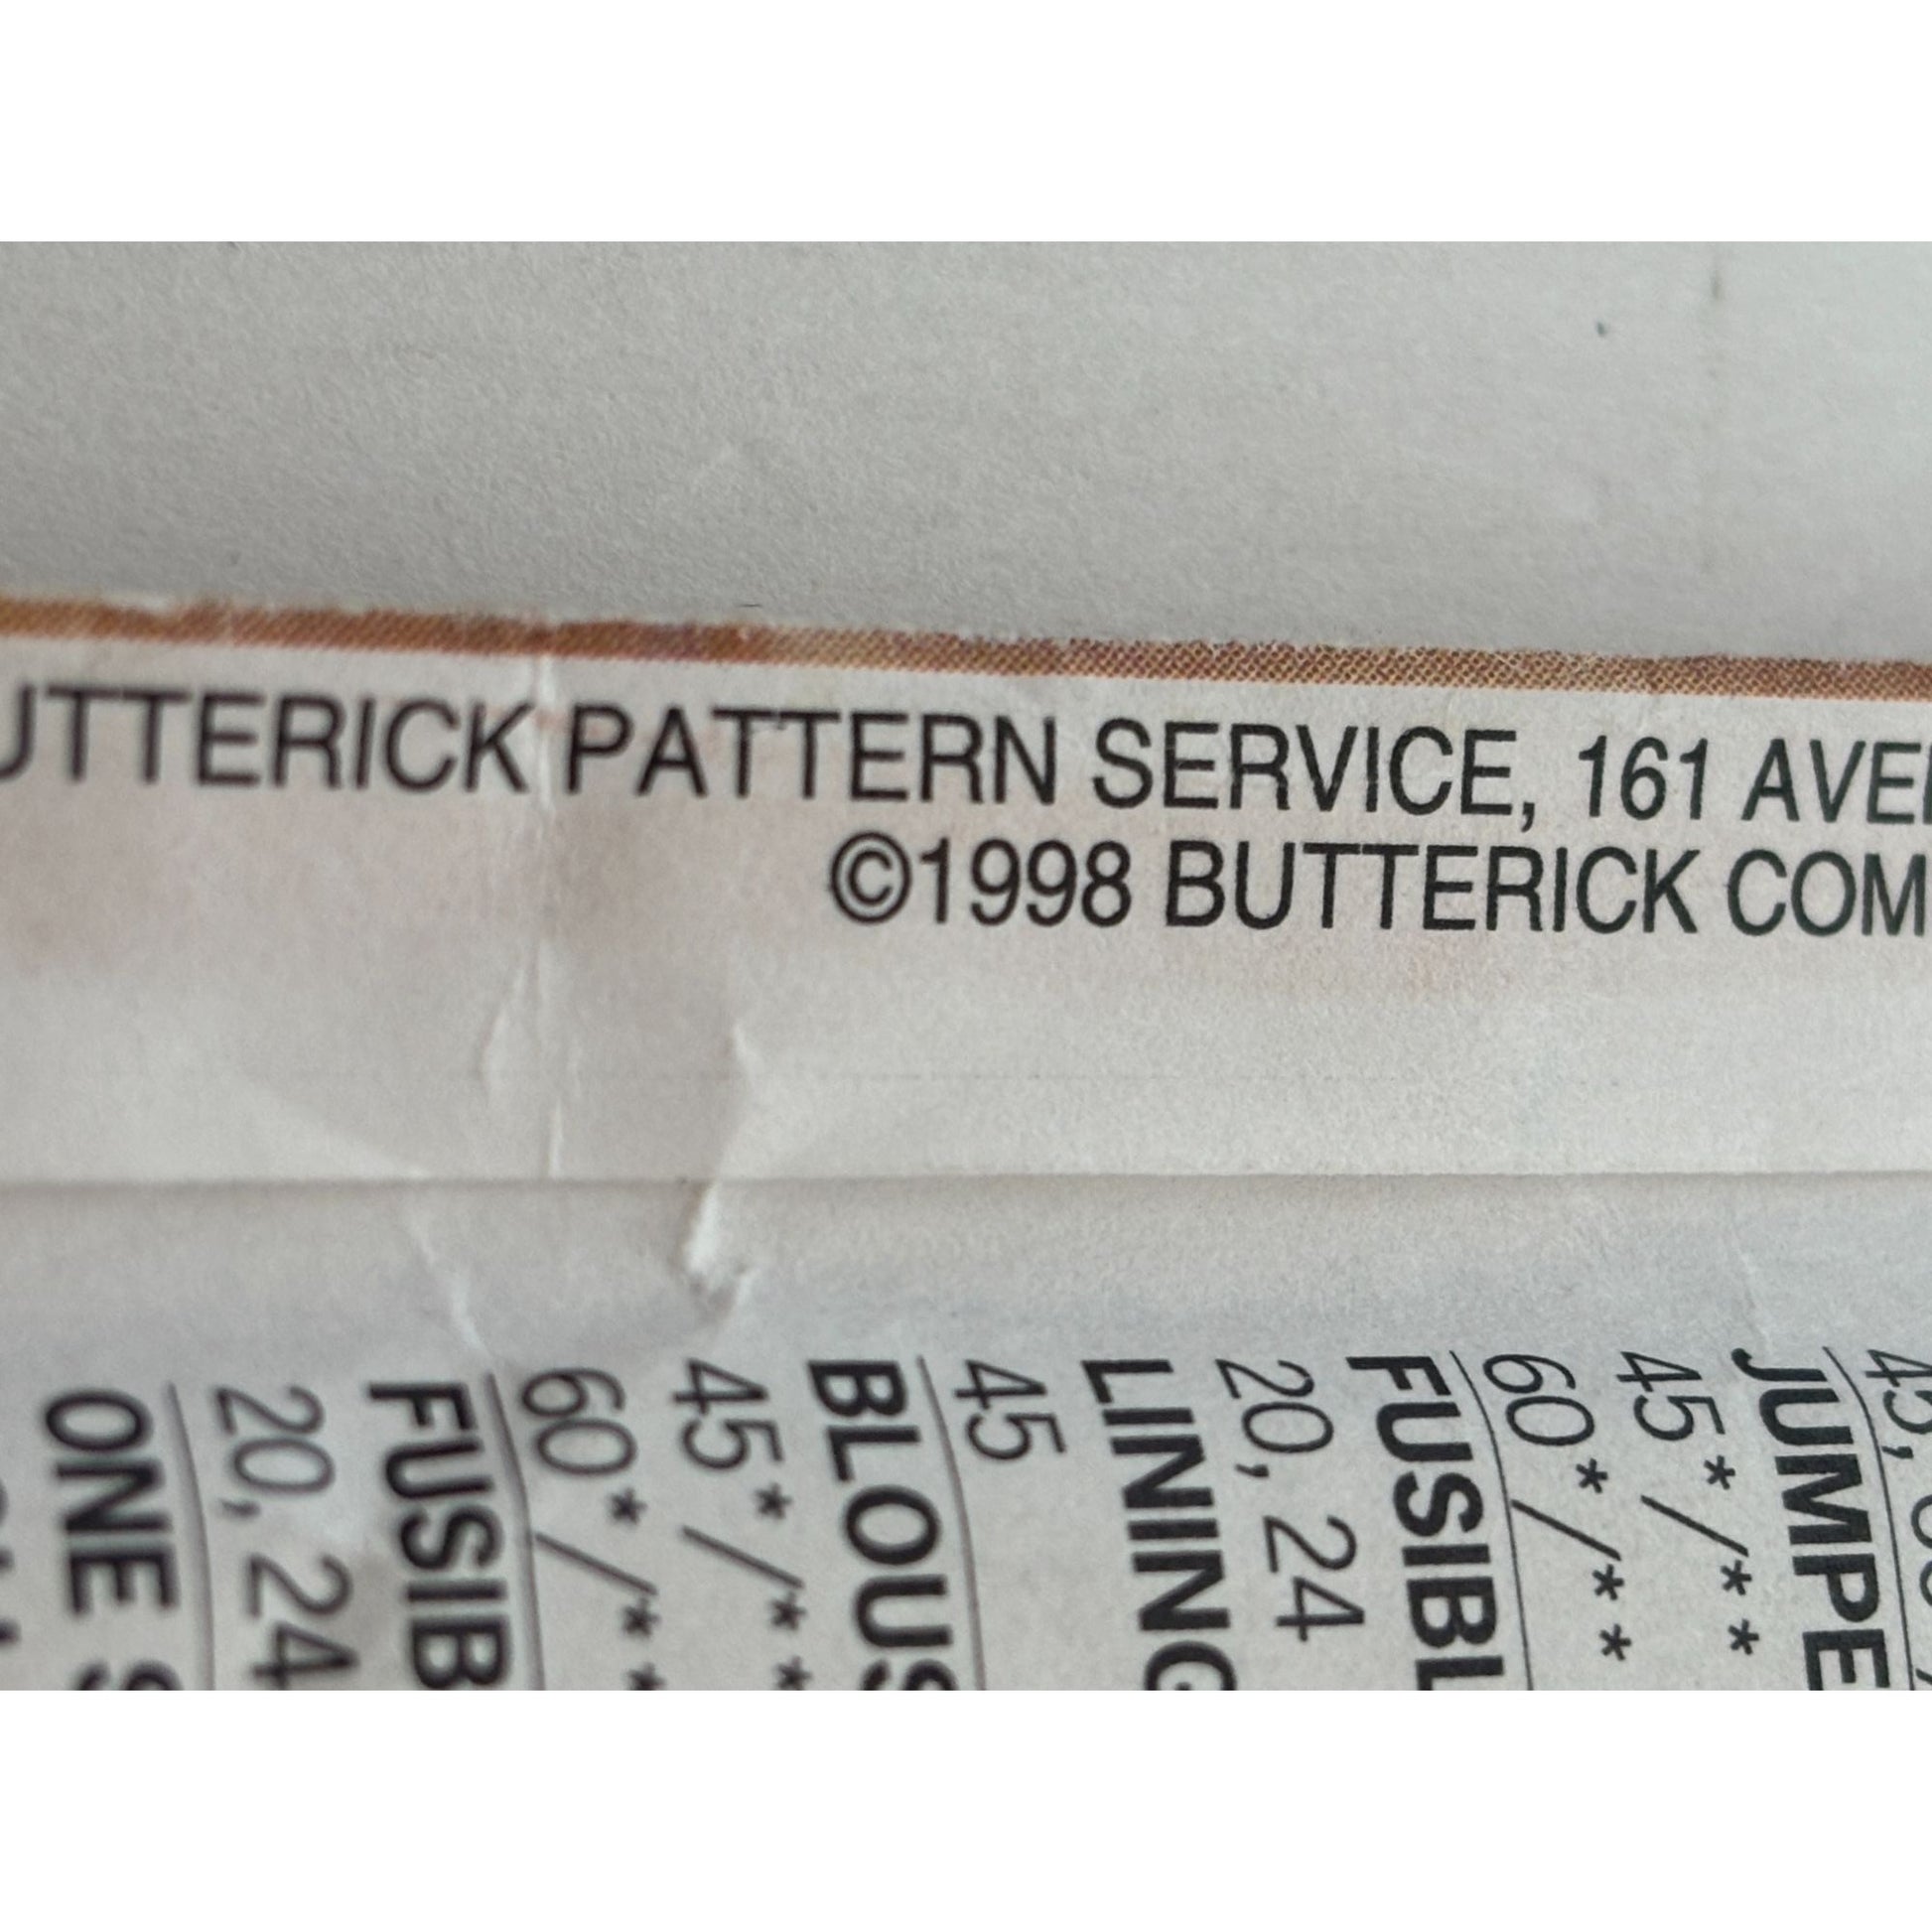 UTTERICK PATTERN SERVICE, 161 AVE
©1998 BUTTERICK COM
45,
JUMPE
45*/**
60*/**
FUSIBL
20, 24
LINING
45
BLOUS
45*/**
60*/**
FUSIB
20, 24
ONE S